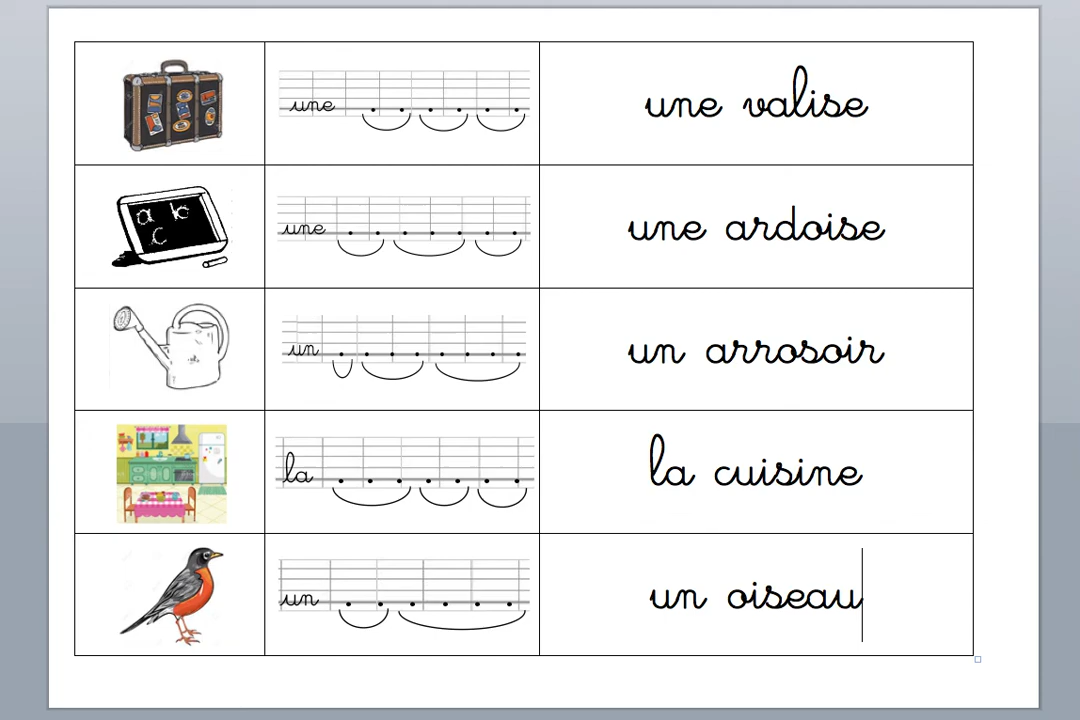 une
une valise
a b
c
une
une ardoise
un
un arrosoir
la
la cuisine
un
un oiseau